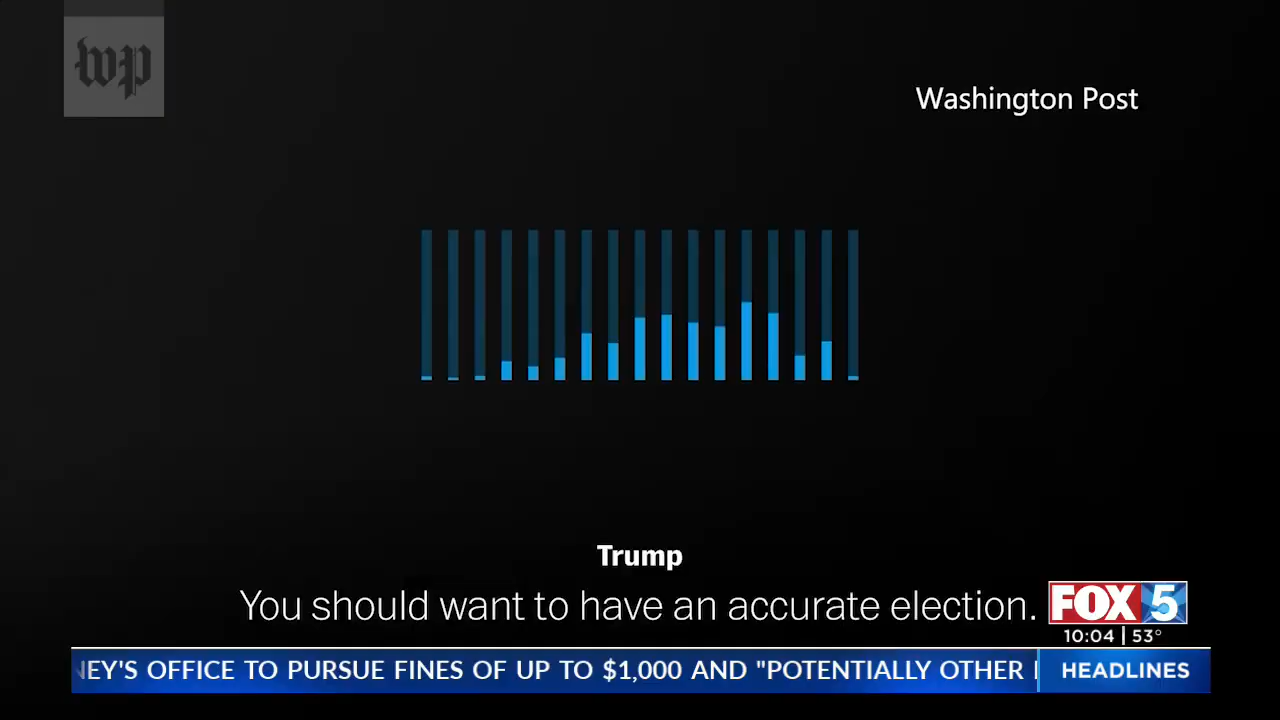 wp
Washington Post
Trump
You should want to have an accurate election.
FOX 5
10:04 | 53°
NEY'S OFFICE TO PURSUE FINES OF UP TO $1,000 AND "POTENTIALLY OTHER
HEADLINES